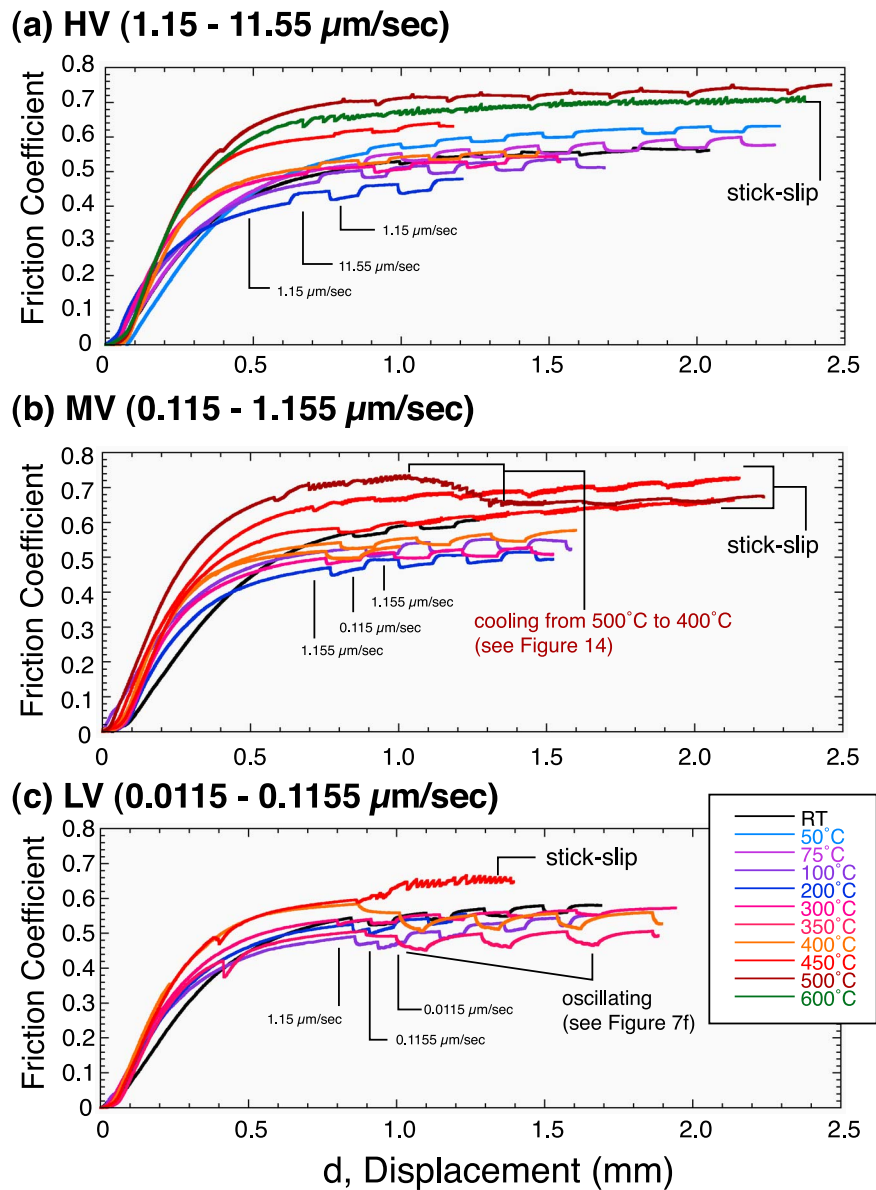 (a) HV (1.15 - 11.55 µm/sec)
0.8
0.7
0.6
0.5
0.4
0.3
0.2
0.1
0
Friction Coefficient
stick-slip
1.15 µm/sec
11.55 µm/sec
1.15 µm/sec
0 0.5 1.0 1.5 2.0 2.5
(b) MV (0.115 - 1.155 µm/sec)
0.8
0.7
0.6
0.5
0.4
0.3
0.2
0.1
0
Friction Coefficient
stick-slip
1.155 µm/sec
0.115 µm/sec
1.155 µm/sec
cooling from 500˚C to 400˚C
(see Figure 14)
0 0.5 1.0 1.5 2.0 2.5
(c) LV (0.0115 - 0.1155 µm/sec)
0.8
0.7
0.6
0.5
0.4
0.3
0.2
0.1
0
Friction Coefficient
stick-slip
1.15 µm/sec
0.0115 µm/sec
0.1155 µm/sec
oscillating
(see Figure 7f)
RT
50˚C
75˚C
100˚C
200˚C
300˚C
350˚C
400˚C
450˚C
500˚C
600˚C
0 0.5 1.0 1.5 2.0 2.5
d, Displacement (mm)